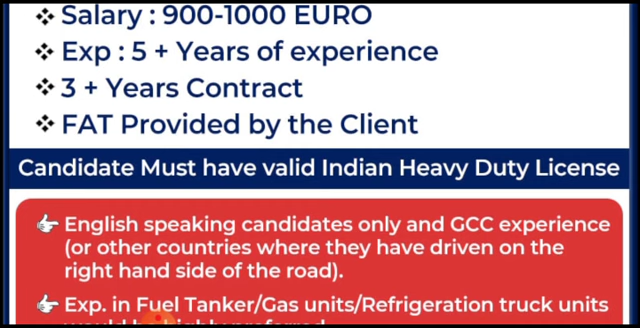 Salary : 900-1000 EURO
Exp : 5 + Years of experience
3 + Years Contract
FAT Provided by the Client
Candidate Must have valid Indian Heavy Duty License
English speaking candidates only and GCC experience
(or other countries where they have driven on the
right hand side of the road).
Exp. in Fuel Tanker/Gas units/Refrigeration truck units